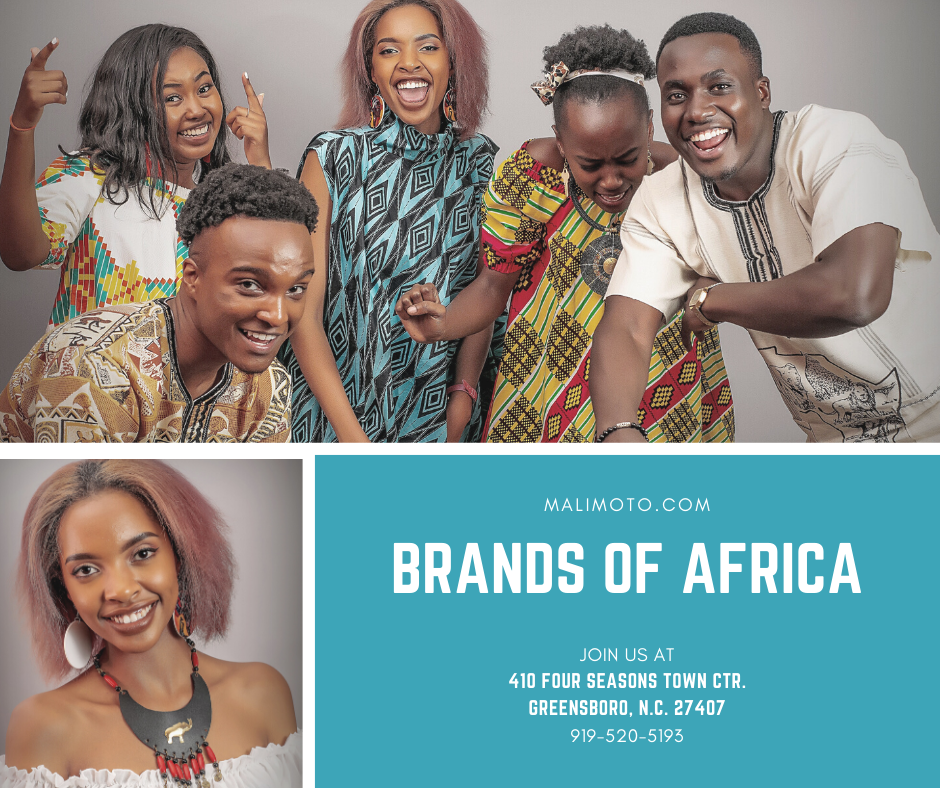 MALIMOTO.COM
BRANDS OF AFRICA
JOIN US AT
410 FOUR SEASONS TOWN CTR.
GREENSBORO, N.C. 27407
919-520-5193